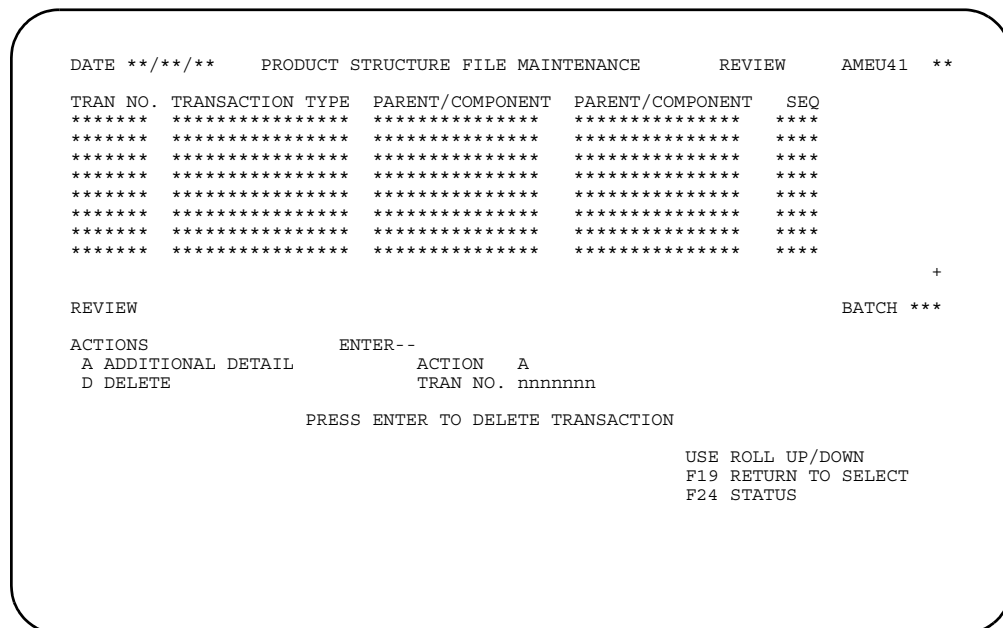 DATE **/**/** PRODUCT STRUCTURE FILE MAINTENANCE REVIEW AMEU41 **
TRAN NO. TRANSACTION TYPE PARENT/COMPONENT PARENT/COMPONENT SEQ
******* **************** *************** *************** ****
******* **************** *************** *************** ****
******* **************** *************** *************** ****
******* **************** *************** *************** ****
******* **************** *************** *************** ****
******* **************** *************** *************** ****
******* **************** *************** *************** ****
******* **************** *************** *************** ****
+
REVIEW BATCH ***
ACTIONS ENTER--
A ADDITIONAL DETAIL ACTION A
D DELETE TRAN NO. nnnnnnn
PRESS ENTER TO DELETE TRANSACTION
USE ROLL UP/DOWN
F19 RETURN TO SELECT
F24 STATUS